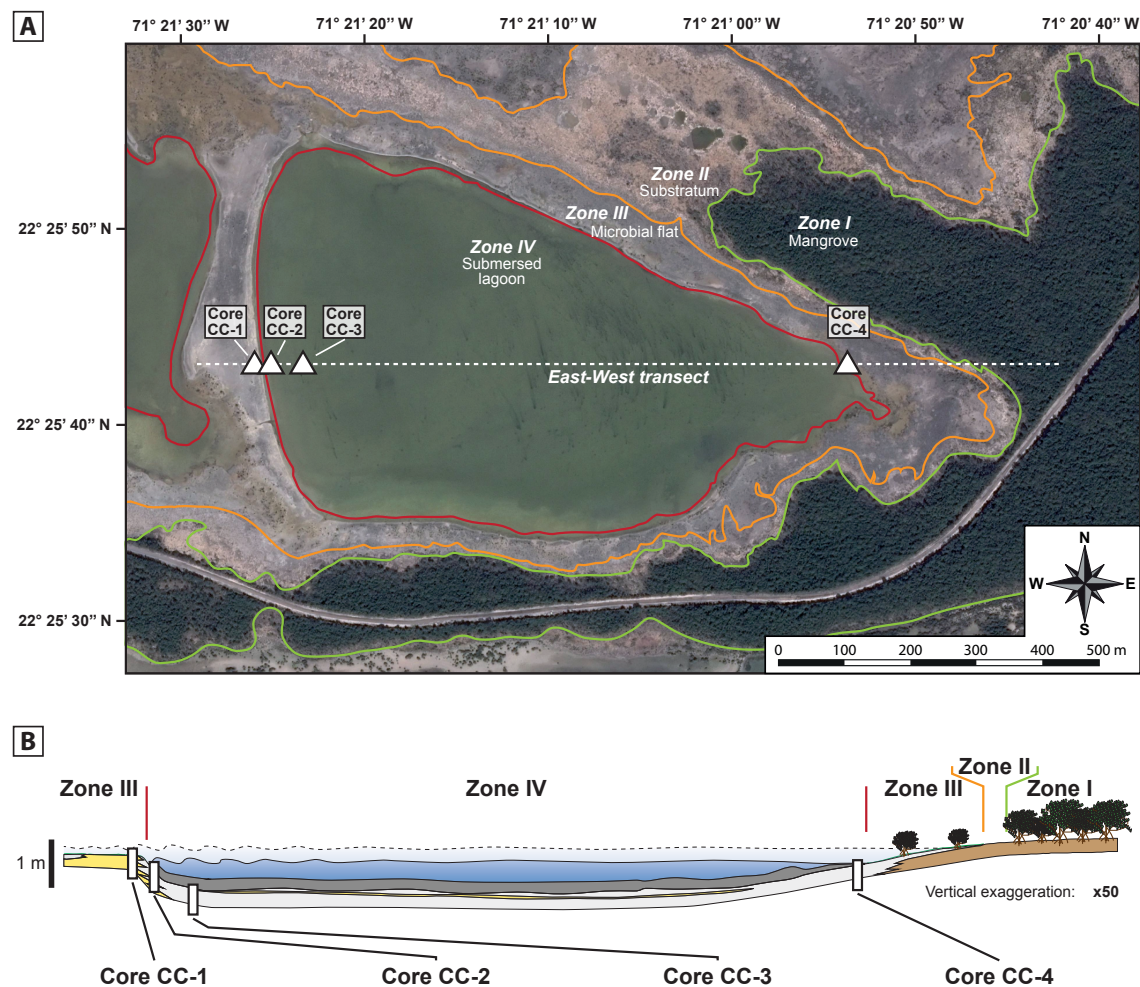 A
71° 21' 30’’ W 71° 21' 20’’ W 71° 21' 10’’ W 71° 21' 00’’ W 71° 20' 50’’ W 71° 20' 40’’ W
22° 25' 50’’ N
22° 25' 40’’ N
22° 25' 30’’ N
Zone II
Substratum
Zone III
Microbial flat
Zone I
Mangrove
Zone IV
Submersed
lagoon
Core
CC-1
Core
CC-2
Core
CC-3
Core
CC-4
East-West transect
N
W E
S
0 100 200 300 400 500 m
B
Zone III
Zone IV
Zone III
Zone II
Zone I
1 m
Vertical exaggeration: x50
Core CC-1 Core CC-2 Core CC-3 Core CC-4